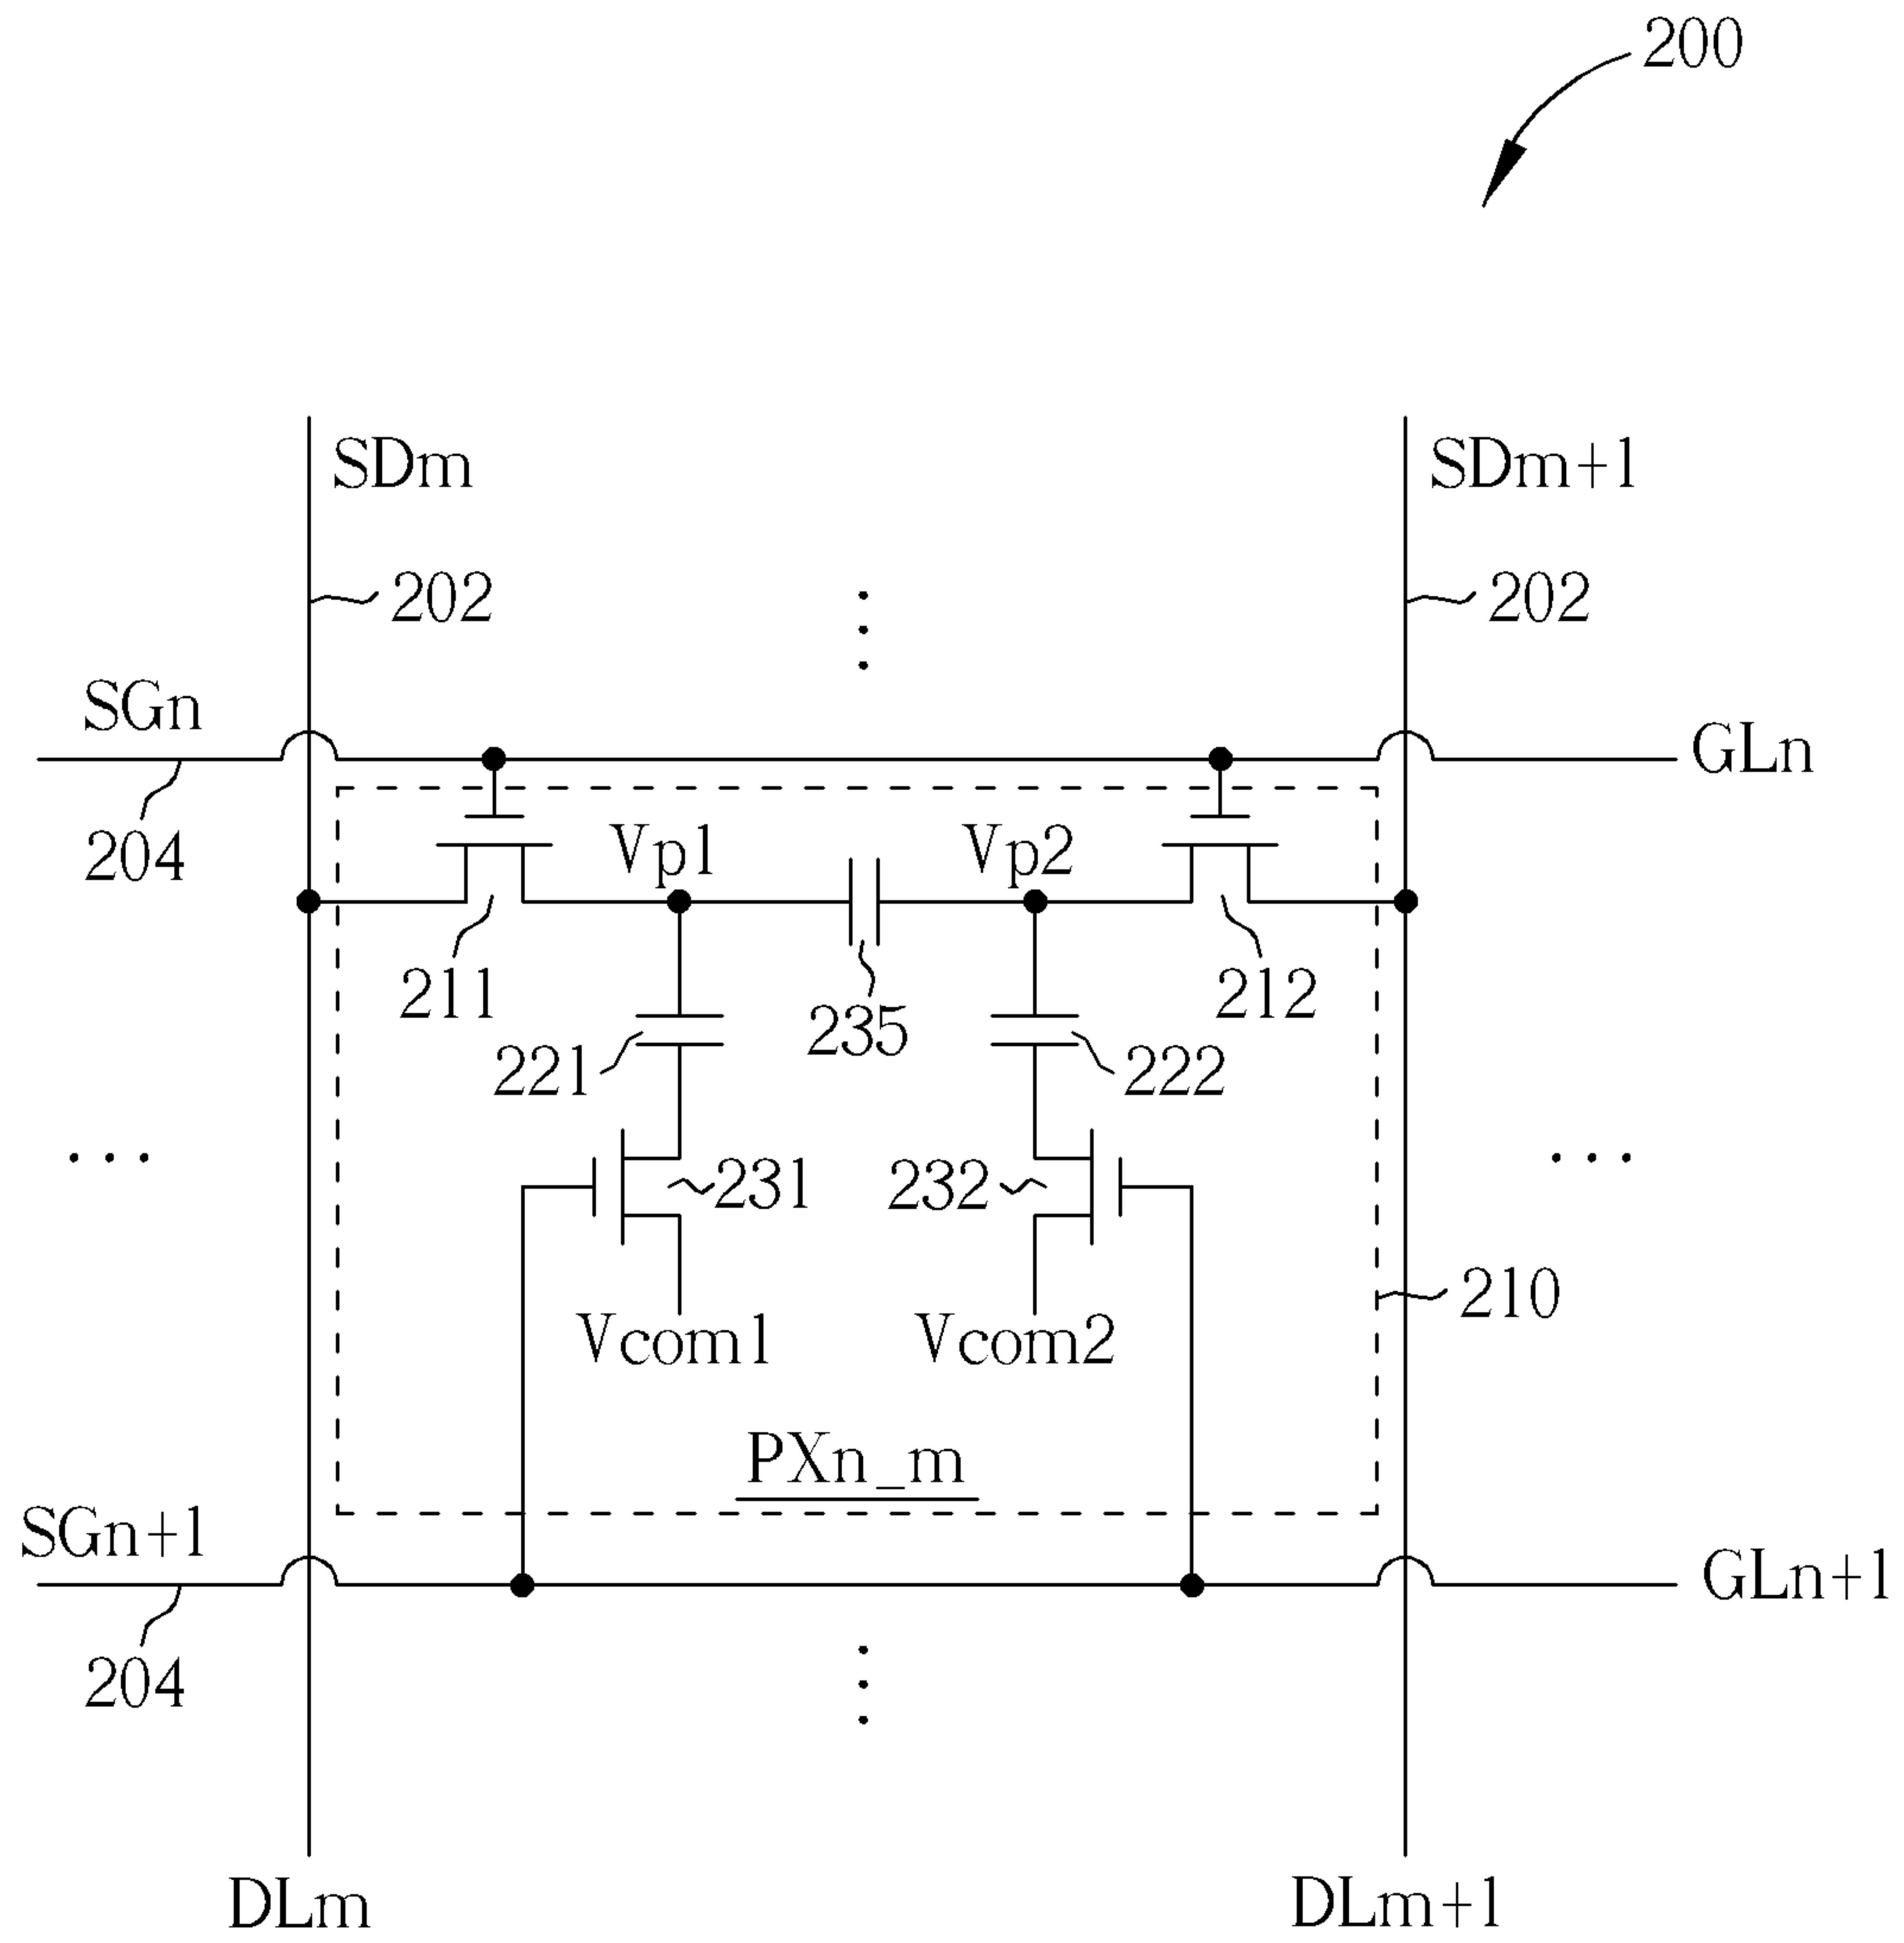 200
SDm
SDm+1
202
202
SGn
GLn
204
Vp1
Vp2
211
235
212
221
222
231
232
210
Vcom1
Vcom2
PXn_m
SGn+1
GLn+1
204
DLm
DLm+1